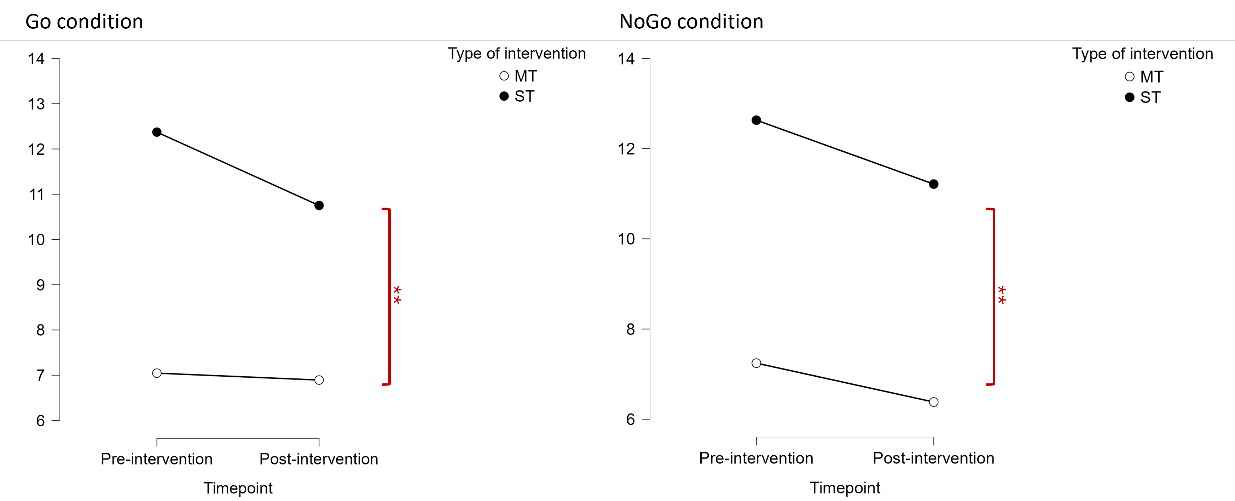 Go condition
Type of intervention
MT
ST
14
13
12
11
10
9
8
7
6
**
Pre-intervention Post-intervention
Timepoint
NoGo condition
Type of intervention
MT
ST
14
12
10
8
6
**
Pre-intervention Post-intervention
Timepoint